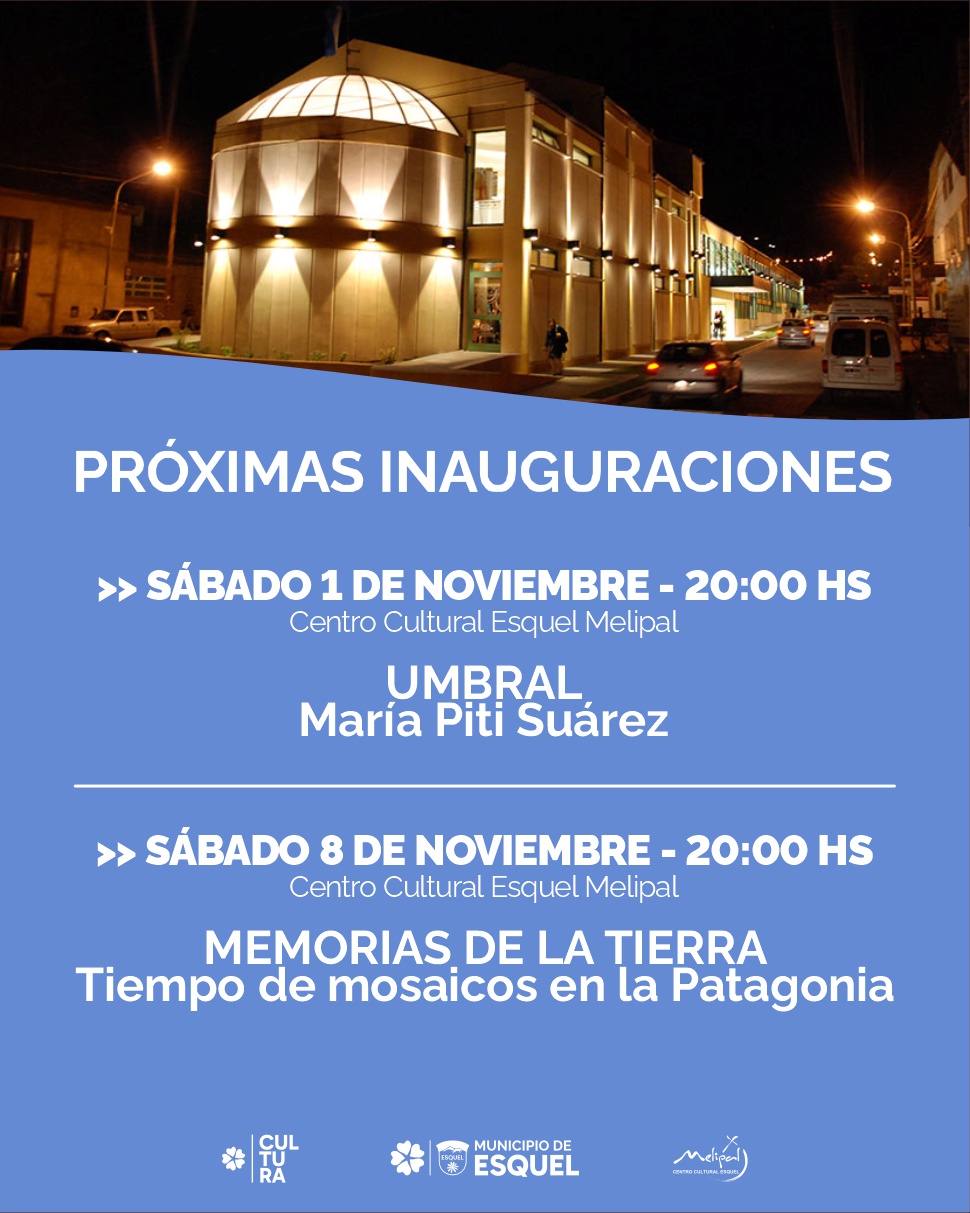 PRÓXIMAS INAUGURACIONES
>> SÁBADO 1 DE NOVIEMBRE - 20:00 HS
Centro Cultural Esquel Melipal
UMBRAL
María Piti Suárez
>> SÁBADO 8 DE NOVIEMBRE - 20:00 HS
Centro Cultural Esquel Melipal
MEMORIAS DE LA TIERRA
Tiempo de mosaicos en la Patagonia
CUL
TU
RA
ESQUEL
MUNICIPIO DE
ESQUEL
Melipal
CENTRO CULTURAL ESQUEL